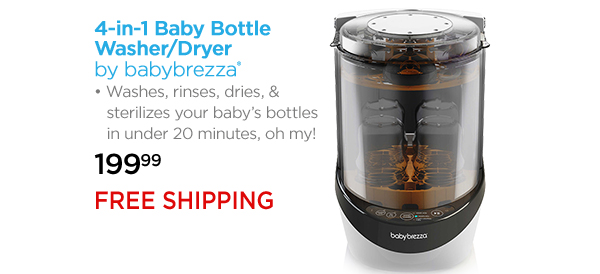 4-in-1 Baby Bottle
Washer/Dryer
by babybrezza®
• Washes, rinses, dries, &
sterilizes your baby's bottles
in under 20 minutes, oh my!
199⁹⁹
FREE SHIPPING
babybrezza